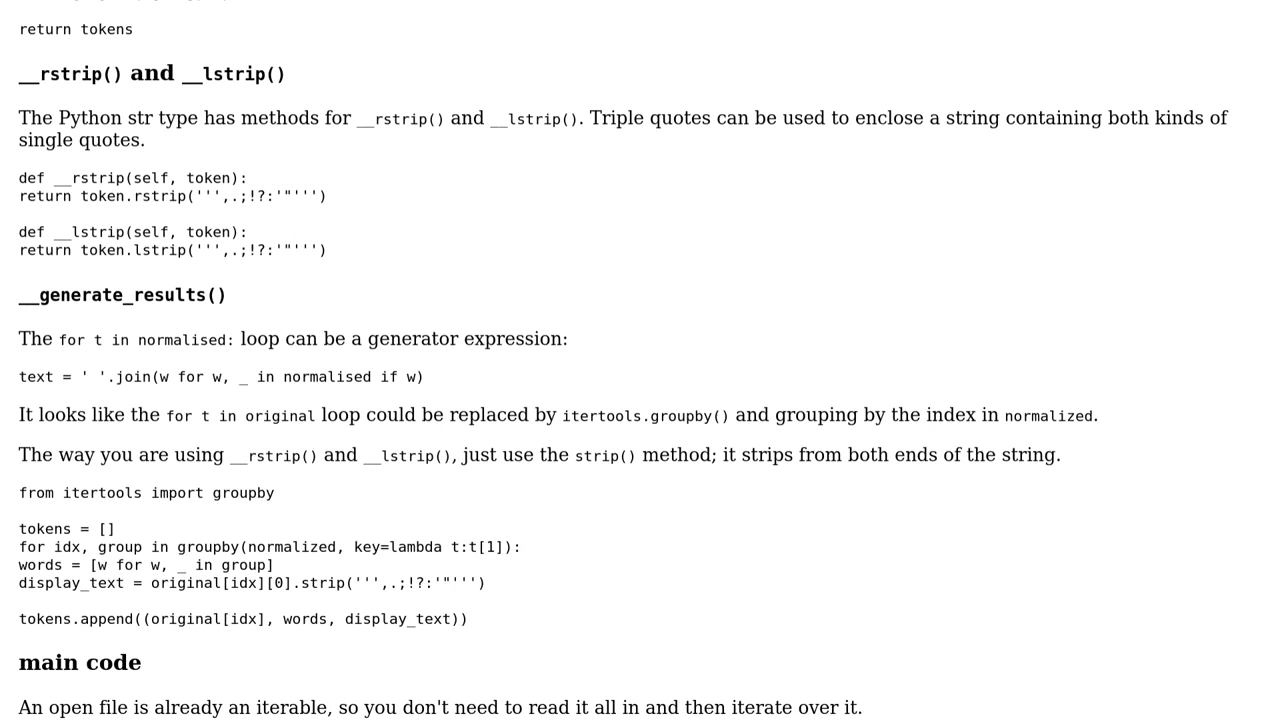 return tokens
__rstrip() and __lstrip()
The Python str type has methods for __rstrip() and __lstrip(). Triple quotes can be used to enclose a string containing both kinds of
single quotes.
def __rstrip(self, token):
return token.rstrip(''',.;!?:'"''')
def __lstrip(self, token):
return token.lstrip(''',.;!?:'"''')
__generate_results()
The for t in normalised: loop can be a generator expression:
text = ' '.join(w for w, _ in normalised if w)
It looks like the for t in original loop could be replaced by itertools.groupby() and grouping by the index in normalized.
The way you are using __rstrip() and __lstrip(), just use the strip() method; it strips from both ends of the string.
from itertools import groupby
tokens = []
for idx, group in groupby(normalized, key=lambda t:t[1]):
words = [w for w, _ in group]
display_text = original[idx][0].strip(''',.;!?:'"''')
tokens.append((original[idx], words, display_text))
main code
An open file is already an iterable, so you don't need to read it all in and then iterate over it.